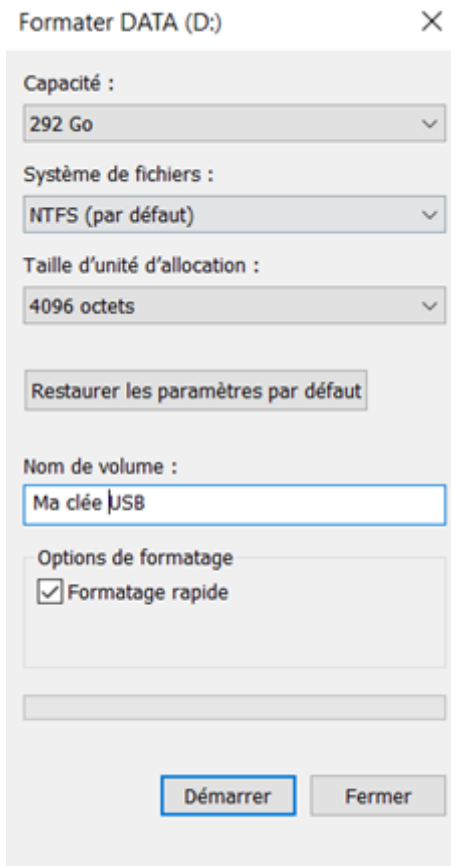 Formater DATA (D:)
Capacité :
292 Go
Système de fichiers :
NTFS (par défaut)
Taille d'unité d'allocation :
4096 octets
Restaurer les paramètres par défaut
Nom de volume :
Ma clée USB
Options de formatage
Formatage rapide
Démarrer Fermer